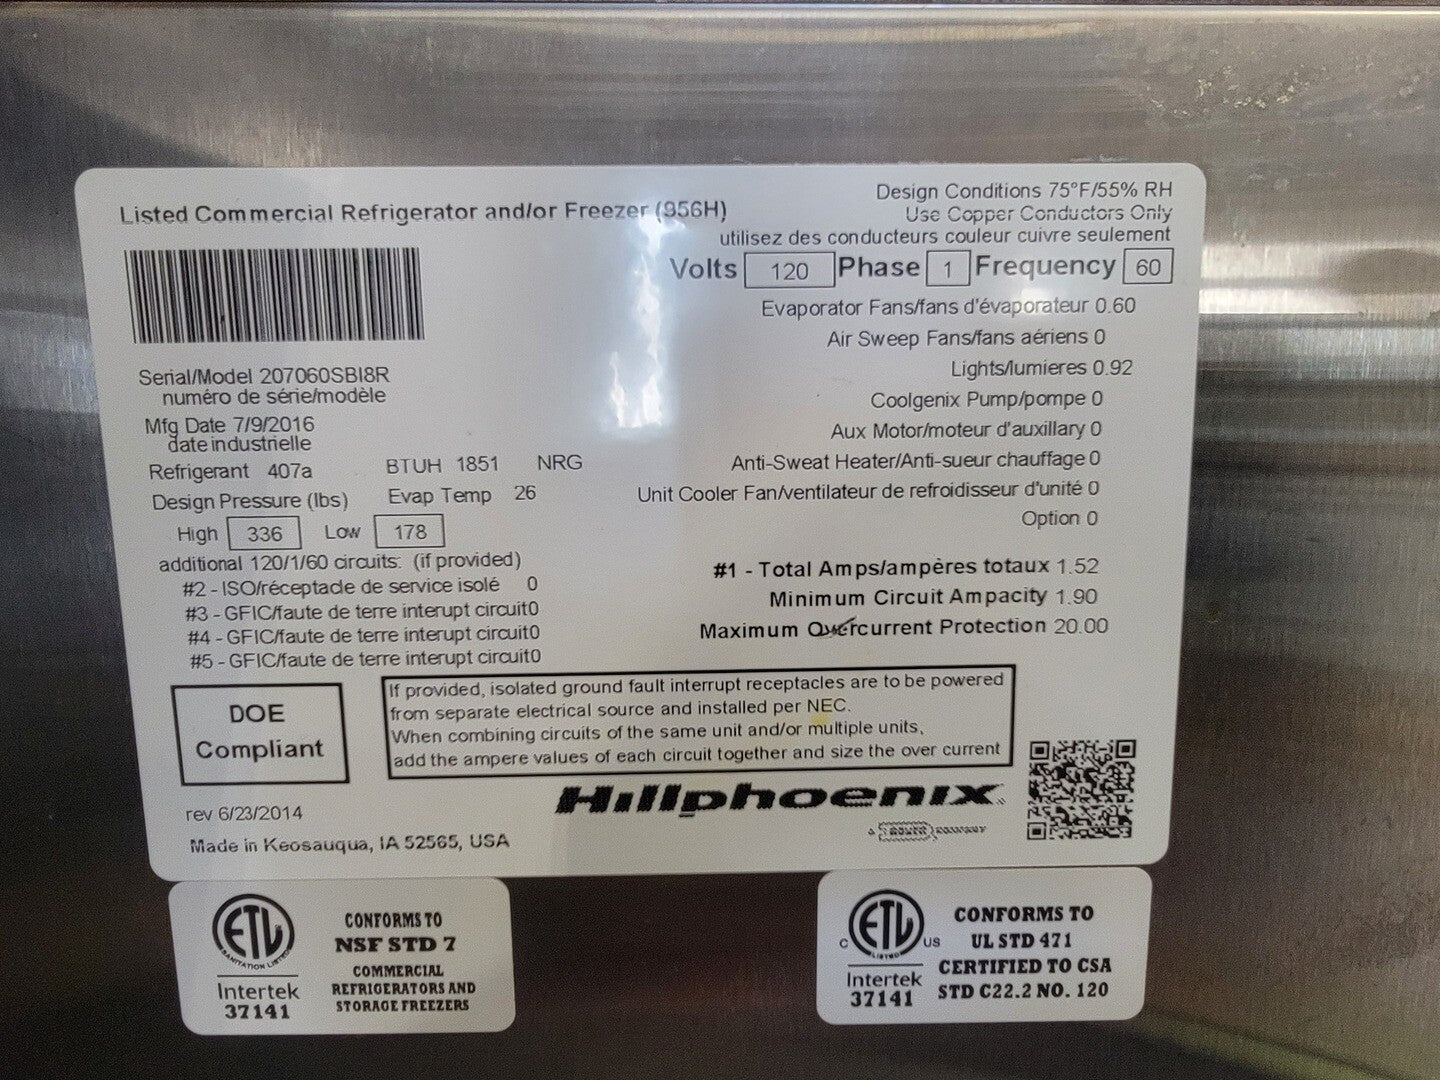 Listed Commercial Refrigerator and/or Freezer (956H)
Design Conditions 75°F/55% RH
Use Copper Conductors Only
utilisez des conducteurs couleur cuivre seulement
Volts 120 Phase 1 Frequency 60
Evaporator Fans/fans d'évaporateur 0.60
Air Sweep Fans/fans aériens 0
Lights/lumieres 0.92
Coolgenix Pump/pompe 0
Aux Motor/moteur d'auxillary 0
Anti-Sweat Heater/Anti-sueur chauffage 0
Unit Cooler Fan/ventilateur de refroidisseur d'unité 0
Option 0
#1 - Total Amps/ampères totaux 1.52
Minimum Circuit Ampacity 1.90
Maximum Overcurrent Protection 20.00
Serial/Model 207060SBI8R
numéro de série/modèle
Mfg Date 7/9/2016
date industrielle
Refrigerant 407a BTUH 1851 NRG
Design Pressure (lbs) Evap Temp 26
High 336 Low 178
additional 120/1/60 circuits: (if provided)
#2 - ISO/réceptacle de service isolé 0
#3 - GFIC/faute de terre interupt circuit0
#4 - GFIC/faute de terre interupt circuit0
#5 - GFIC/faute de terre interupt circuit0
DOE
Compliant
If provided, isolated ground fault interrupt receptacles are to be powered
from separate electrical source and installed per NEC.
When combining circuits of the same unit and/or multiple units,
add the ampere values of each circuit together and size the over current
rev 6/23/2014
Made in Keosauqua, IA 52565, USA
Hillphoenix
A DOVER COMPANY
ETL
SANITATION LISTED
Intertek
37141
CONFORMS TO
NSF STD 7
COMMERCIAL
REFRIGERATORS AND
STORAGE FREEZERS
C ETL US
LISTED
Intertek
37141
CONFORMS TO
UL STD 471
CERTIFIED TO CSA
STD C22.2 NO. 120